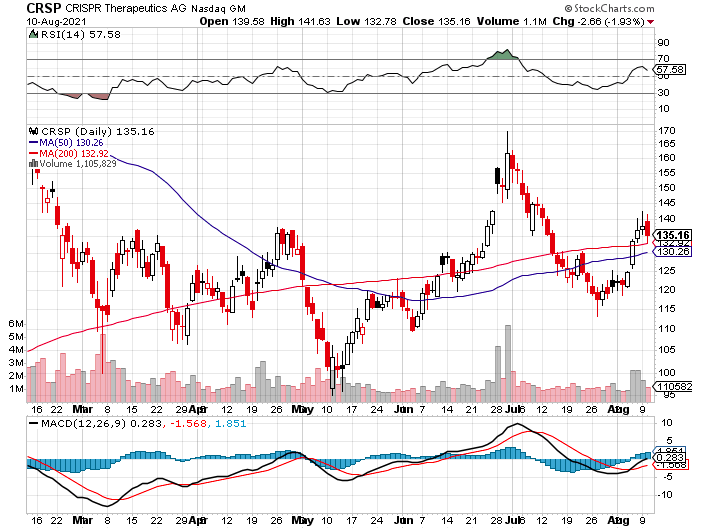 CRSP CRISPR Therapeutics AG Nasdaq GM © StockCharts.com
10-Aug-2021 Open 139.58 High 141.63 Low 132.78 Close 135.16 Volume 1.1M Chg -2.66 (-1.93%)
RSI(14) 57.58
90
70
57.58
50
30
10
CRSP (Daily) 135.16
MA(50) 130.26
MA(200) 132.92
Volume 1,105,829
170
165
160
155
150
145
140
135.16
132.92
130.26
125
120
115
110
105
100
95
6M
5M
4M
3M
2M
1M
110582
16 22 Mar 8 15 22 29 Apr 12 19 26 May 10 17 24 Jun 7 14 21 28 Jul 6 12 19 26 Aug 9
MACD(12,26,9) 0.283, -1.568, 1.851
10
5
1.851
0.283
-1.568
-5
-10
16 22 Mar 8 15 22 29 Apr 12 19 26 May 10 17 24 Jun 7 14 21 28 Jul 6 12 19 26 Aug 9